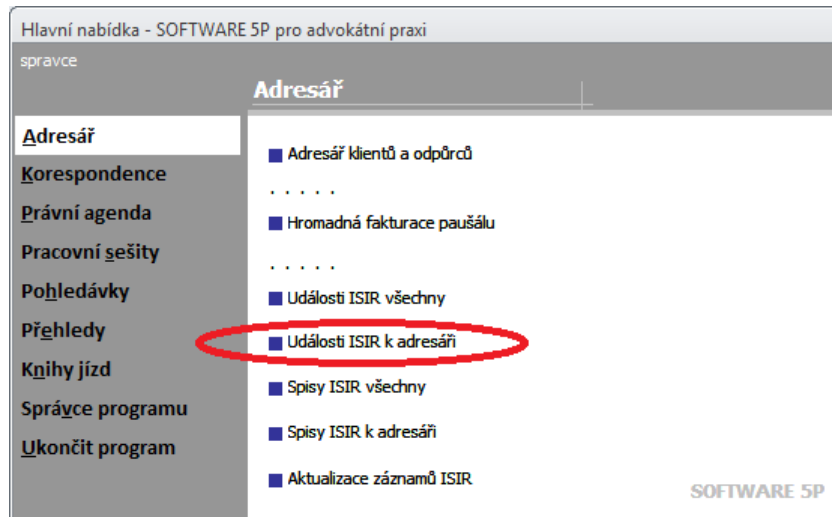 Hlavní nabídka - SOFTWARE 5P pro advokátní praxi
spravce
Adresář
Adresář
Korespondence
Právní agenda
Pracovní sešity
Pohledávky
Přehledy
Knihy jízd
Správce programu
Ukončit program
Adresář klientů a odpůrců
. . . . .
Hromadná fakturace paušálu
. . . . .
Události ISIR všechny
Události ISIR k adresáři
Spisy ISIR všechny
Spisy ISIR k adresáři
Aktualizace záznamů ISIR
SOFTWARE 5P